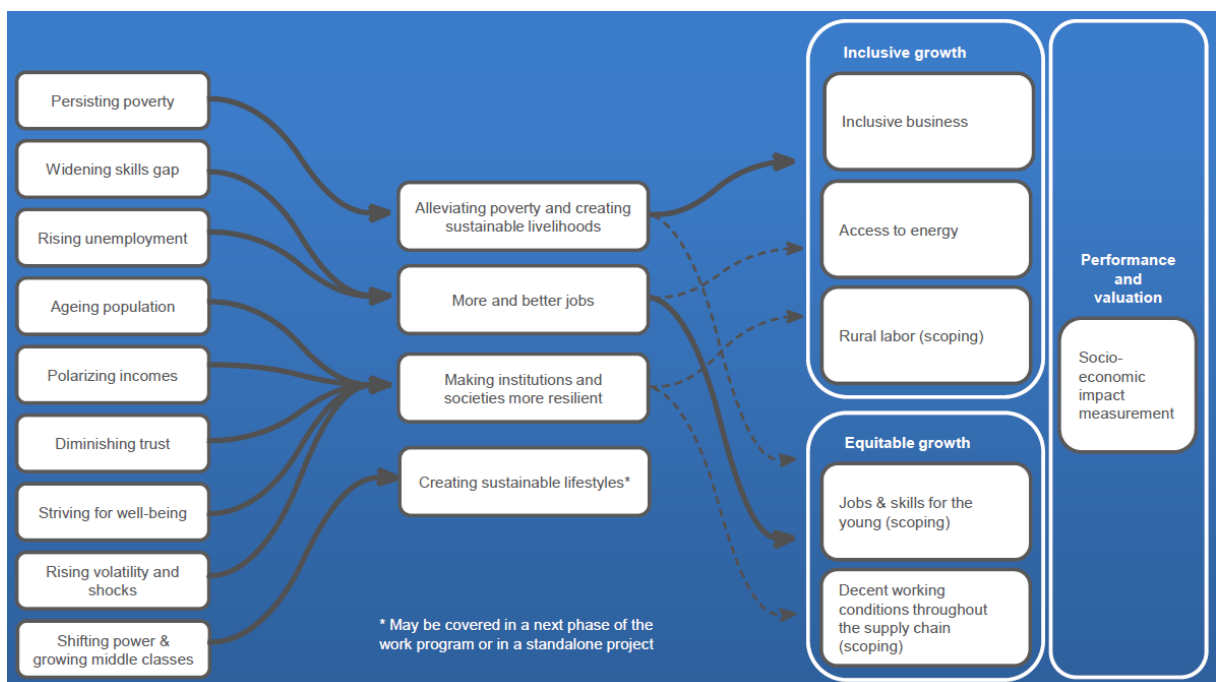 Persisting poverty
Widening skills gap
Rising unemployment
Ageing population
Polarizing incomes
Diminishing trust
Striving for well-being
Rising volatility and
shocks
Shifting power &
growing middle classes
Alleviating poverty and creating
sustainable livelihoods
More and better jobs
Making institutions and
societies more resilient
Creating sustainable lifestyles*
* May be covered in a next phase of the
work program or in a standalone project
Inclusive growth
Inclusive business
Access to energy
Rural labor (scoping)
Equitable growth
Jobs & skills for the
young (scoping)
Decent working
conditions throughout
the supply chain
(scoping)
Performance
and
valuation
Socio-
economic
impact
measurement